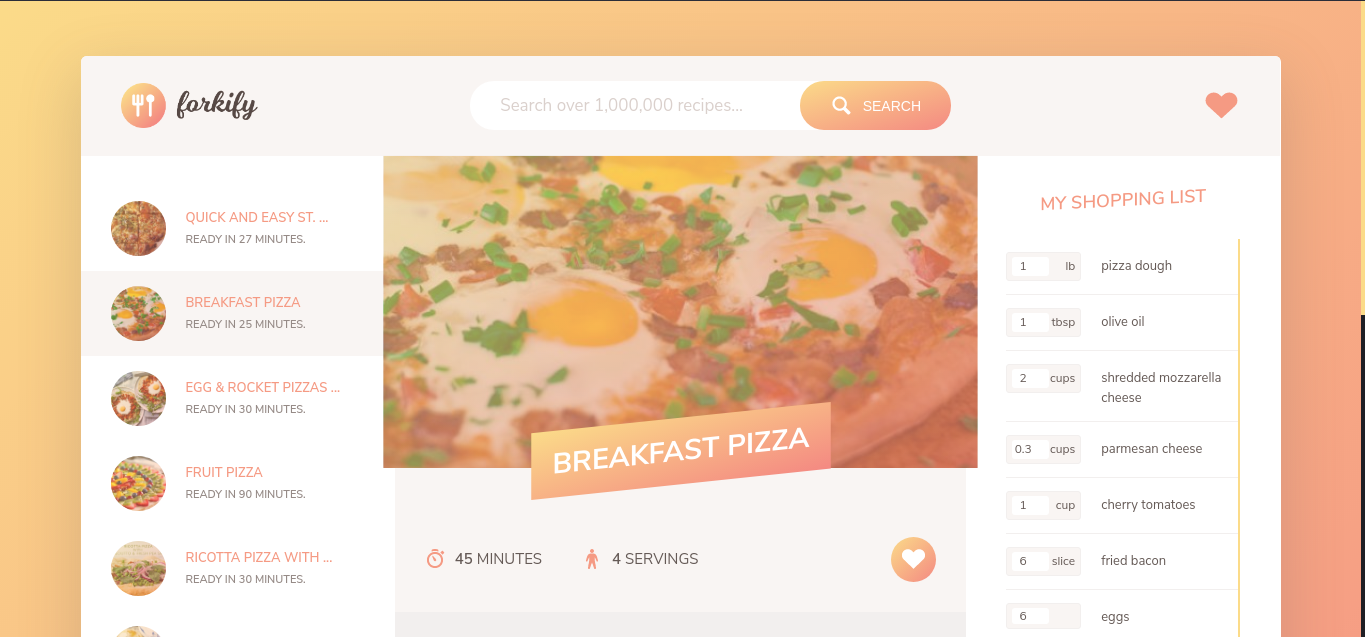 forkify
Search over 1,000,000 recipes...
SEARCH
QUICK AND EASY ST. ...
READY IN 27 MINUTES.
BREAKFAST PIZZA
READY IN 25 MINUTES.
EGG & ROCKET PIZZAS ...
READY IN 30 MINUTES.
FRUIT PIZZA
READY IN 90 MINUTES.
RICOTTA PIZZA WITH ...
READY IN 30 MINUTES.
BREAKFAST PIZZA
45 MINUTES
4 SERVINGS
MY SHOPPING LIST
1 lb pizza dough
1 tbsp olive oil
2 cups shredded mozzarella
cheese
0.3 cups parmesan cheese
1 cup cherry tomatoes
6 slice fried bacon
6 eggs